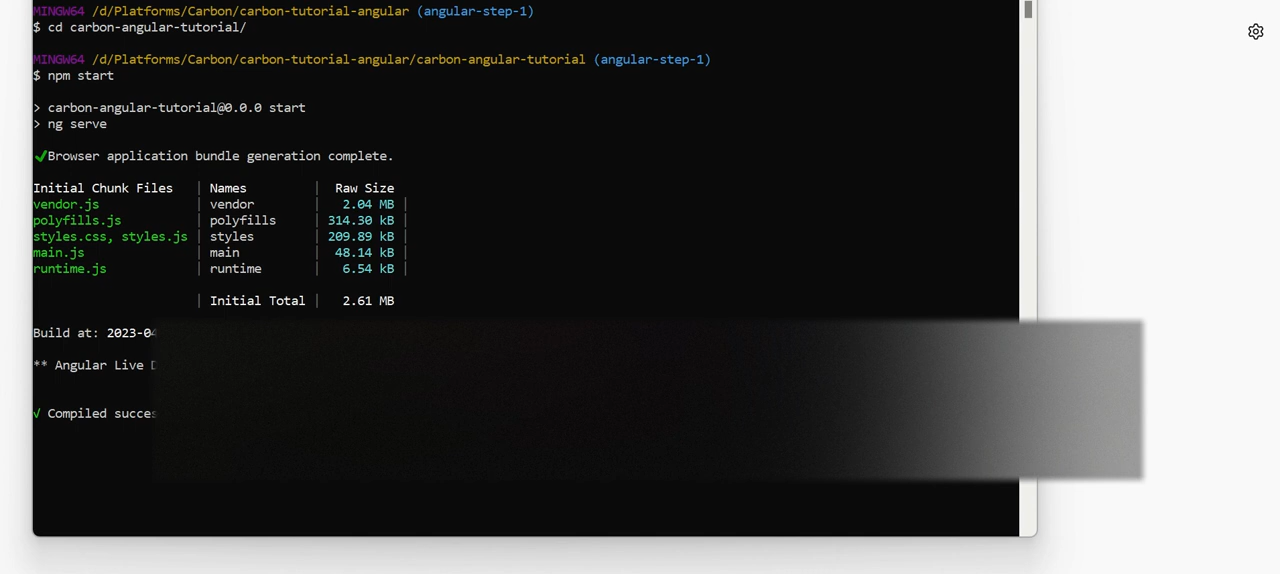 MINGW64 /d/Platforms/Carbon/carbon-tutorial-angular (angular-step-1)
$ cd carbon-angular-tutorial/
MINGW64 /d/Platforms/Carbon/carbon-tutorial-angular/carbon-angular-tutorial (angular-step-1)
$ npm start
> carbon-angular-tutorial@0.0.0 start
> ng serve
✔Browser application bundle generation complete.
Initial Chunk Files | Names | Raw Size
vendor.js | vendor | 2.04 MB |
polyfills.js | polyfills | 314.30 kB |
styles.css, styles.js | styles | 209.89 kB |
main.js | main | 48.14 kB |
runtime.js | runtime | 6.54 kB |
| Initial Total | 2.61 MB
Build at: 2023-04
** Angular Live
√ Compiled